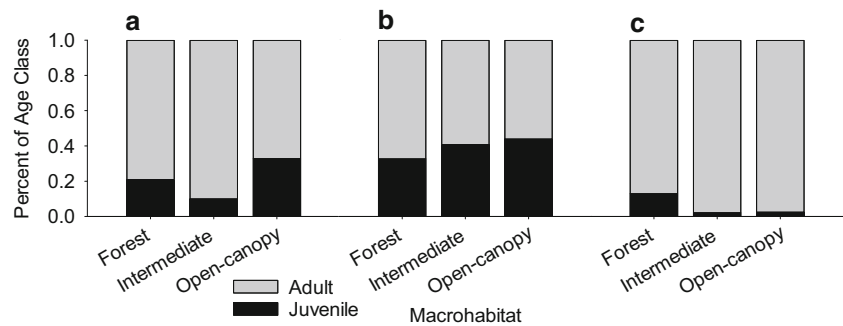 a b c
Percent of Age Class
1.0
0.8
0.6
0.4
0.2
0.0
Forest
Intermediate
Open-canopy
Forest
Intermediate
Open-canopy
Forest
Intermediate
Open-canopy
Adult
Juvenile
Macrohabitat